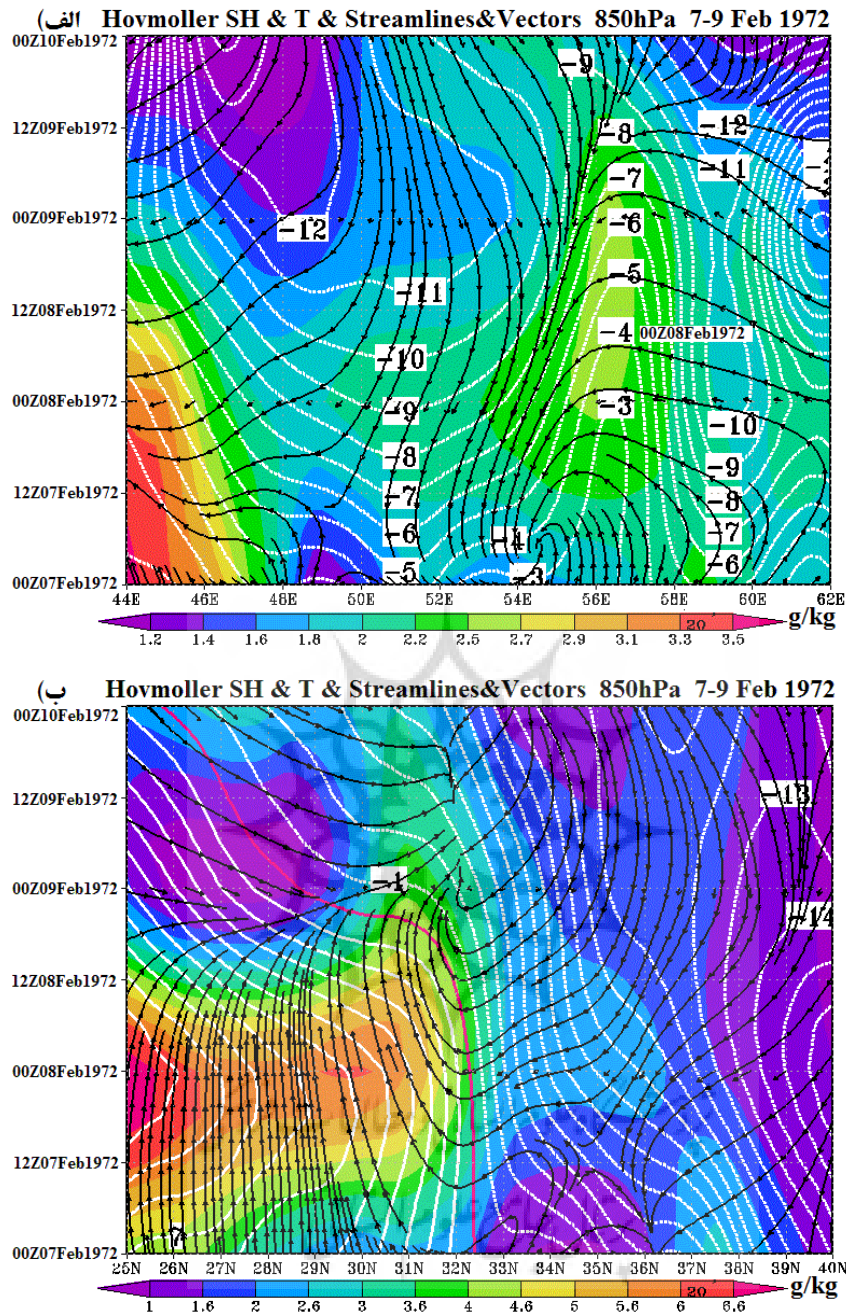 الف) Hovmoller SH & T & Streamlines&Vectors 850hPa 7-9 Feb 1972
00Z10Feb1972
-9
12Z09Feb1972
-8 -12
-7 -11
00Z09Feb1972
-12 -6
-11 -5
12Z08Feb1972
-4 00Z08Feb1972
-10
00Z08Feb1972
-9 -3 -10
-8 -9
12Z07Feb1972
-7 -8
-6 -4 -7
-5 -3 -6
00Z07Feb1972
44E 46E 48E 50E 52E 54E 56E 58E 60E 62E
g/kg
1.2 1.4 1.6 1.8 2 2.2 2.5 2.7 2.9 3.1 3.3 3.5
20
ب) Hovmoller SH & T & Streamlines&Vectors 850hPa 7-9 Feb 1972
00Z10Feb1972
12Z09Feb1972
-13
00Z09Feb1972
-1
-14
12Z08Feb1972
00Z08Feb1972
12Z07Feb1972
7
00Z07Feb1972
25N 26N 27N 28N 29N 30N 31N 32N 33N 34N 35N 36N 37N 38N 39N 40N
g/kg
1 1.6 2 2.6 3 3.6 4 4.6 5 5.6 6 6.6
20